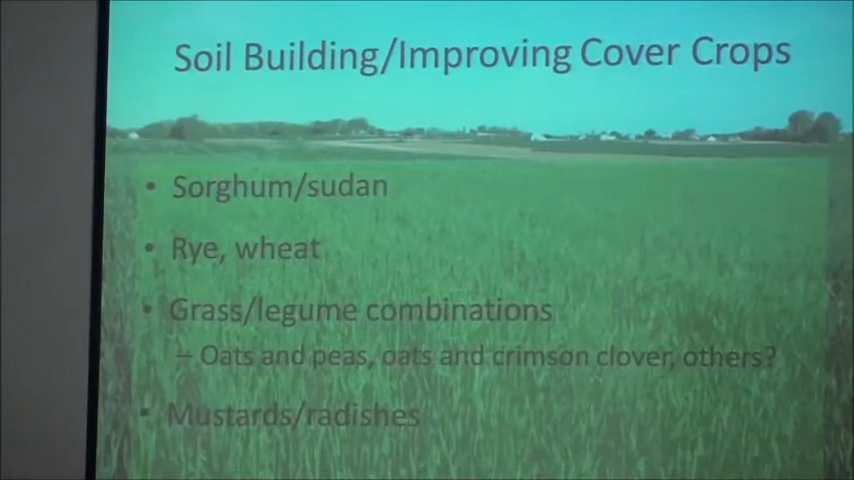 Soil Building/Improving Cover Crops
• Sorghum/sudan
• Rye, wheat
• Grass/legume combinations
– Oats and peas, oats and crimson clover, others?
• Mustards/radishes